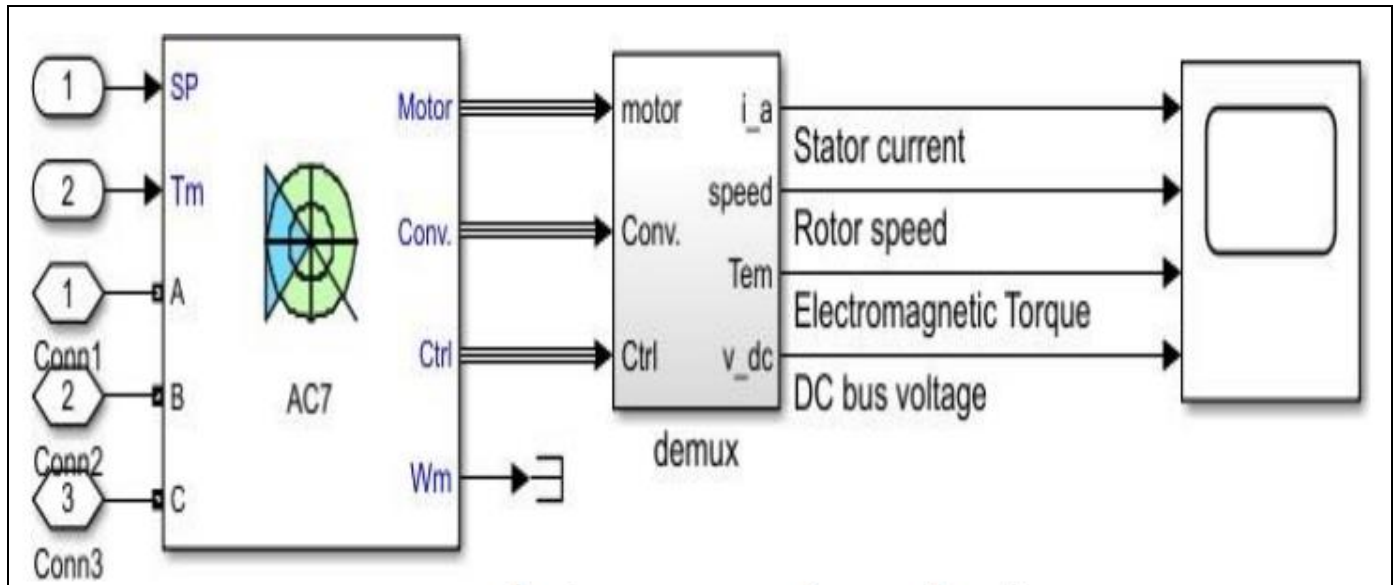 1
SP
2
Tm
1
A
Conn1
2
B
Conn2
3
C
Conn3
AC7
Motor
Conv.
Ctrl
Wm
motor
Conv.
Ctrl
i_a
speed
Tem
v_dc
demux
Stator current
Rotor speed
Electromagnetic Torque
DC bus voltage